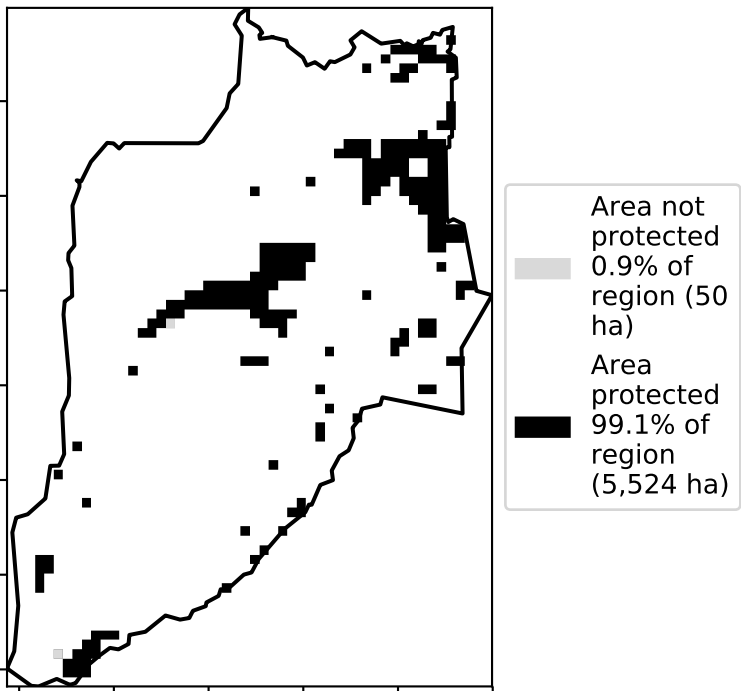 Area not
protected
0.9% of
region (50
ha)
Area
protected
99.1% of
region
(5,524 ha)